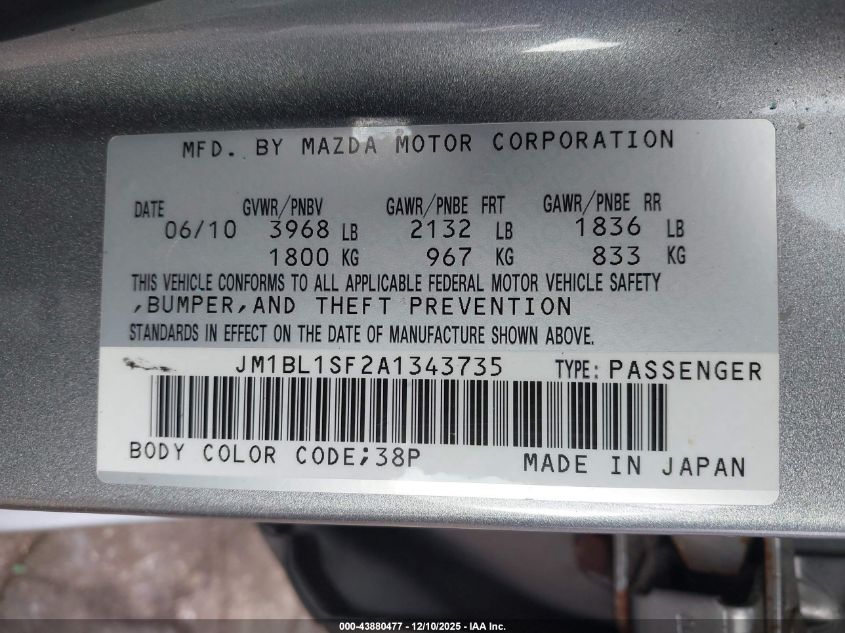 MFD. BY MAZDA MOTOR CORPORATION
DATE GVWR/PNBV GAWR/PNBE FRT GAWR/PNBE RR
06/10 3968 LB 2132 LB 1836 LB
1800 KG 967 KG 833 KG
THIS VEHICLE CONFORMS TO ALL APPLICABLE FEDERAL MOTOR VEHICLE SAFETY
,BUMPER,AND THEFT PREVENTION
STANDARDS IN EFFECT ON THE DATE OF MANUFACTURE SHOWN ABOVE.
JM1BL1SF2A1343735 TYPE: PASSENGER
BODY COLOR CODE;38P MADE IN JAPAN
000-43880477 - 12/10/2025 - IAA Inc.